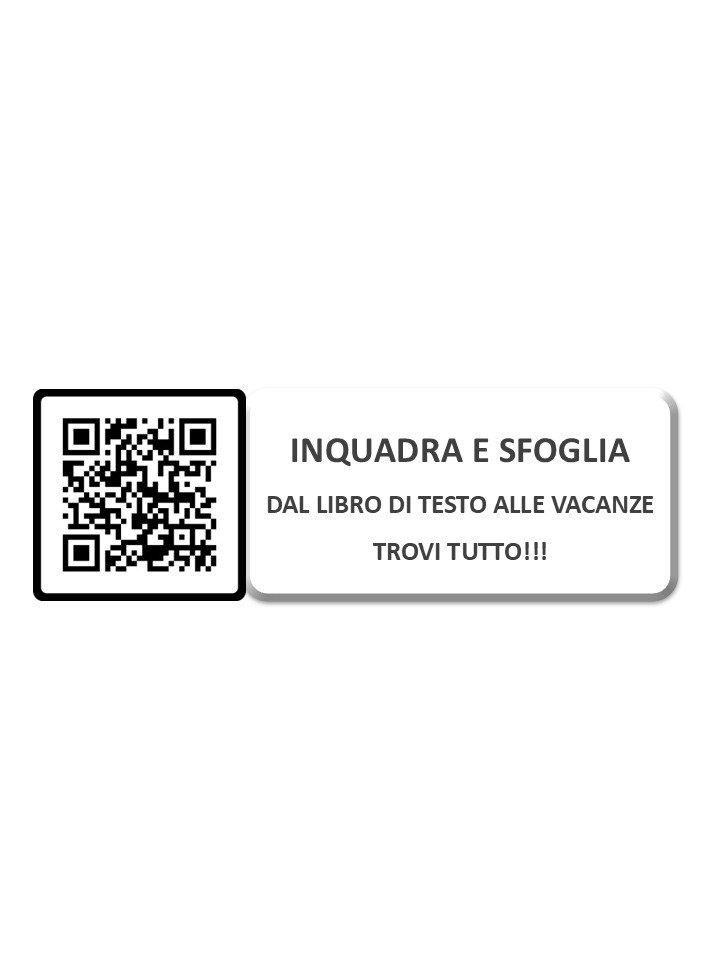 INQUADRA E SFOGLIA
DAL LIBRO DI TESTO ALLE VACANZE
TROVI TUTTO!!!